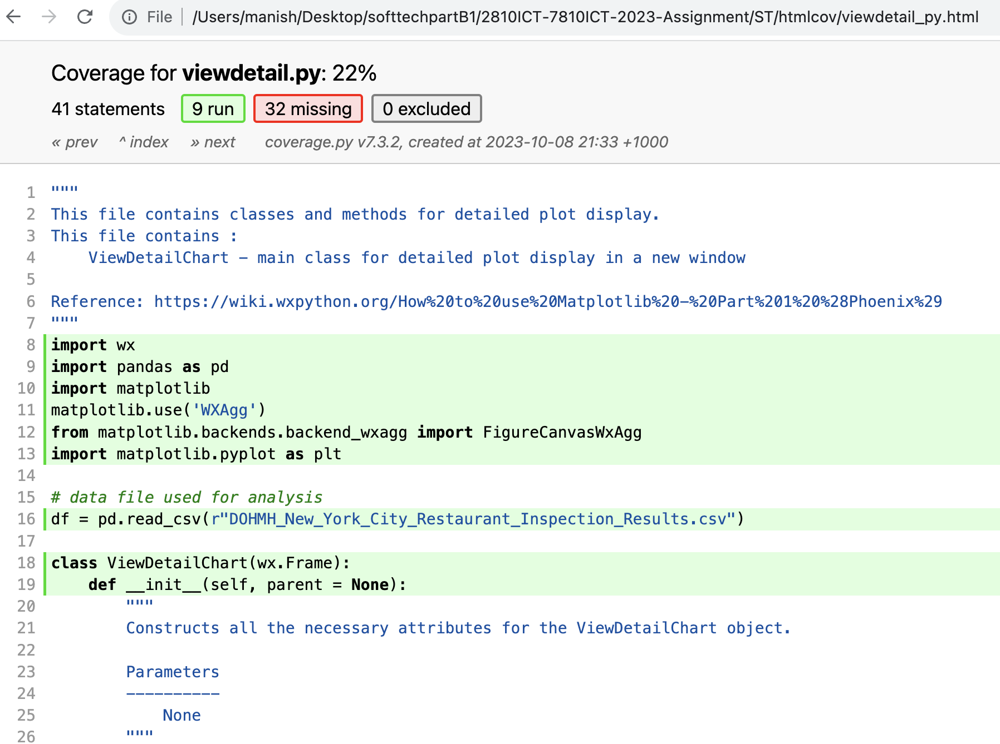 File | /Users/manish/Desktop/softtechpartB1/2810ICT-7810ICT-2023-Assignment/ST/htmlcov/viewdetail_py.html
Coverage for viewdetail.py: 22%
41 statements 9 run 32 missing 0 excluded
« prev ^ index » next coverage.py v7.3.2, created at 2023-10-08 21:33 +1000
1 """
2 This file contains classes and methods for detailed plot display.
3 This file contains :
4     ViewDetailChart - main class for detailed plot display in a new window
5
6 Reference: https://wiki.wxpython.org/How%20to%20use%20Matplotlib%20-%20Part%201%20%28Phoenix%29
7 """
8 import wx
9 import pandas as pd
10 import matplotlib
11 matplotlib.use('WXAgg')
12 from matplotlib.backends.backend_wxagg import FigureCanvasWxAgg
13 import matplotlib.pyplot as plt
14
15 # data file used for analysis
16 df = pd.read_csv(r"DOHMH_New_York_City_Restaurant_Inspection_Results.csv")
17
18 class ViewDetailChart(wx.Frame):
19     def __init__(self, parent = None):
20         """
21         Constructs all the necessary attributes for the ViewDetailChart object.
22
23         Parameters
24         ----------
25             None
26         """